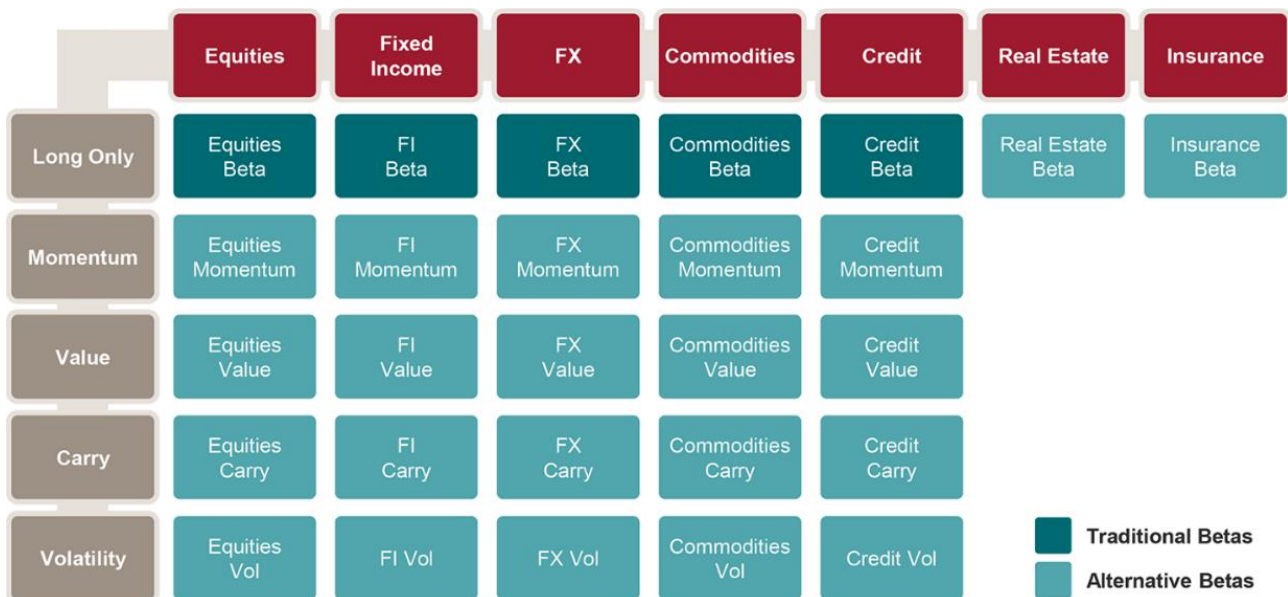 Equities
Fixed
Income
FX
Commodities
Credit
Real Estate
Insurance
Long Only
Equities
Beta
FI
Beta
FX
Beta
Commodities
Beta
Credit
Beta
Real Estate
Beta
Insurance
Beta
Momentum
Equities
Momentum
FI
Momentum
FX
Momentum
Commodities
Momentum
Credit
Momentum
Value
Equities
Value
FI
Value
FX
Value
Commodities
Value
Credit
Value
Carry
Equities
Carry
FI
Carry
FX
Carry
Commodities
Carry
Credit
Carry
Volatility
Equities
Vol
FI Vol
FX Vol
Commodities
Vol
Credit Vol
Traditional Betas
Alternative Betas